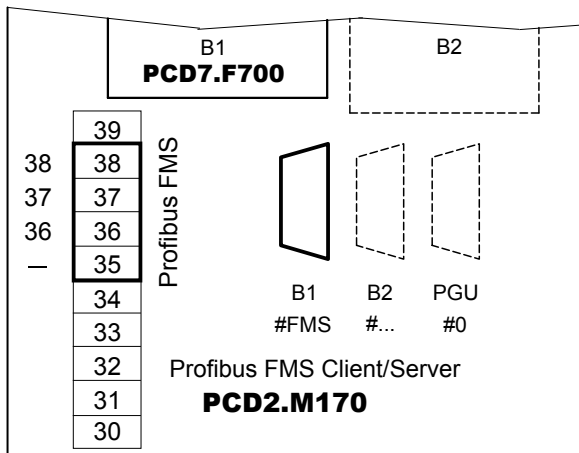 B1
B2
PCD7.F700
39
38 38
37 37
36 36
— 35
34
33
32
31
30
Profibus FMS
B1 B2 PGU
#FMS #... #0
Profibus FMS Client/Server
PCD2.M170